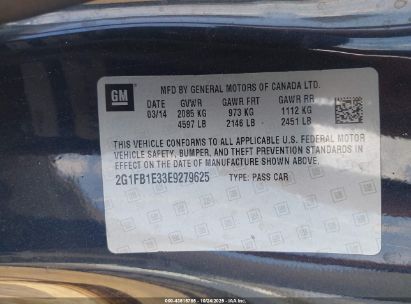 GM
MFD BY GENERAL MOTORS OF CANADA LTD.
03/14 GVWR GAWR FRT GAWR RR
2085 KG 973 KG 1112 KG
4597 LB 2146 LB 2451 LB
THIS VEHICLE CONFORMS TO ALL APPLICABLE U.S. FEDERAL MOTOR
VEHICLE SAFETY, BUMPER, AND THEFT PREVENTION STANDARDS IN
EFFECT ON THE DATE OF MANUFACTURE SHOWN ABOVE.
2G1FB1E33E9279625 TYPE: PASS CAR